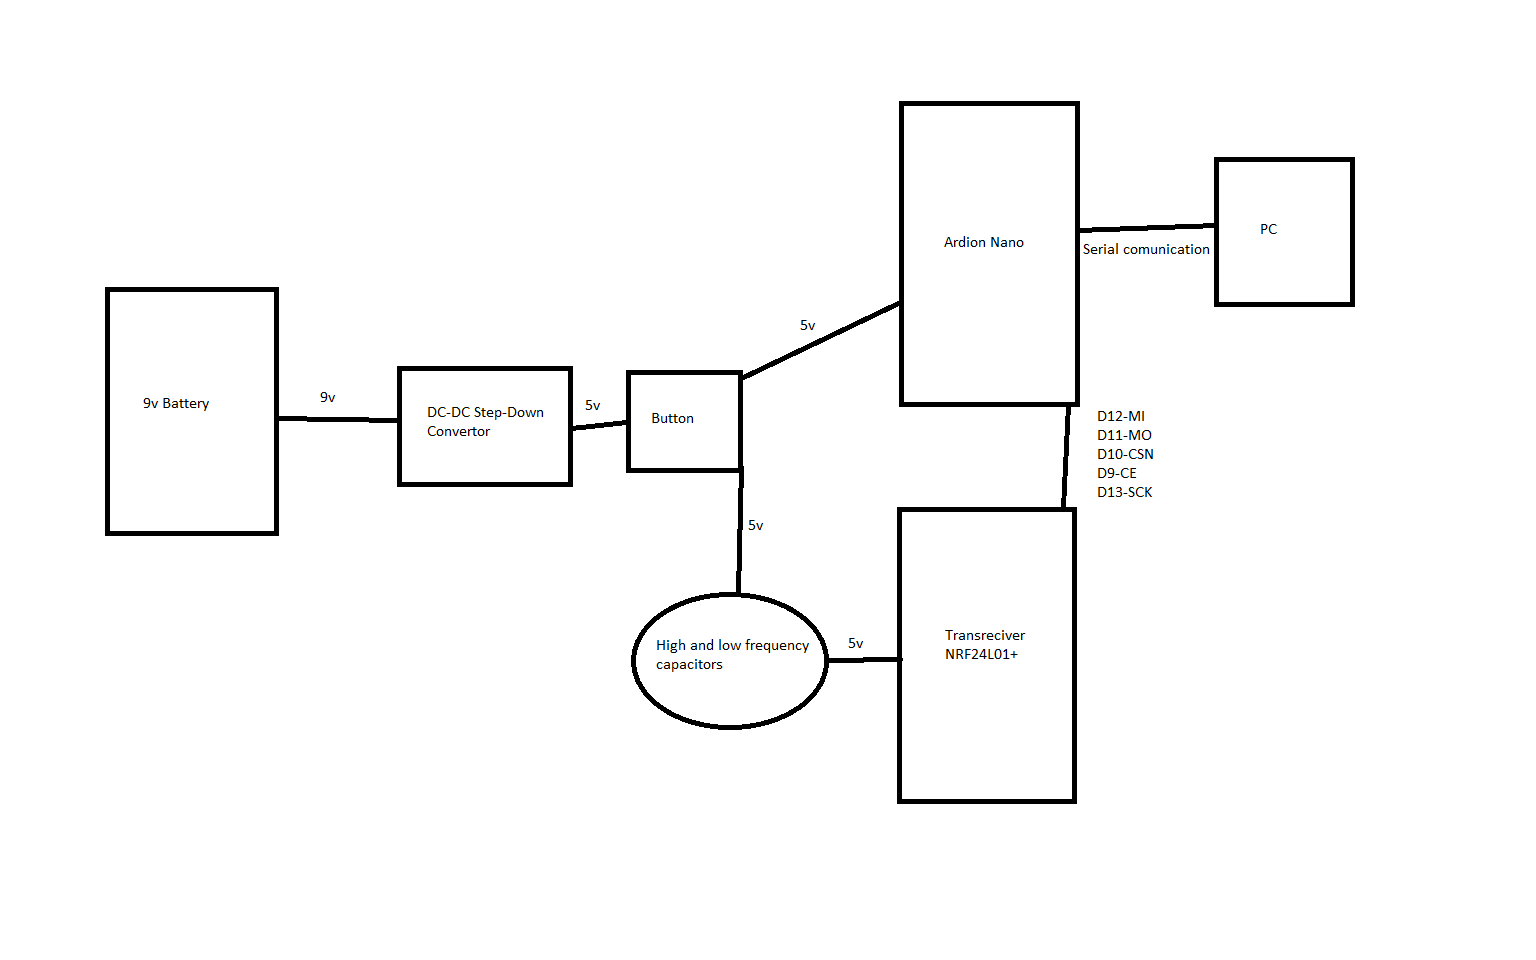 9v Battery
9v
DC-DC Step-Down
Convertor
5v
Button
5v
Ardion Nano
Serial comunication
PC
D12-MI
D11-MO
D10-CSN
D9-CE
D13-SCK
5v
High and low frequency
capacitors
5v
Transreciver
NRF24L01+